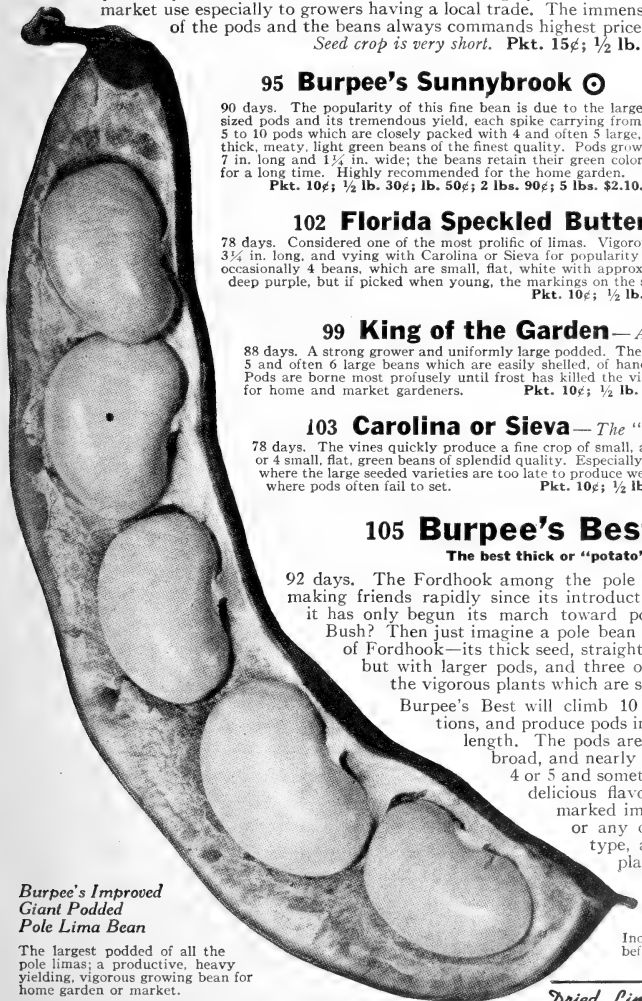 market use especially to growers having a local trade. The immens
of the pods and the beans always commands highest price
Seed crop is very short. Pkt. 15¢; ½ lb.
95 Burpee's Sunnybrook ⊙
90 days. The popularity of this fine bean is due to the large
sized pods and its tremendous yield, each spike carrying from
5 to 10 pods which are closely packed with 4 and often 5 large,
thick, meaty, light green beans of the finest quality. Pods grow
7 in. long and 1¼ in. wide; the beans retain their green color
for a long time. Highly recommended for the home garden.
Pkt. 10¢; ½ lb. 30¢; lb. 50¢; 2 lbs. 90¢; 5 lbs. $2.10.
102 Florida Speckled Butter
78 days. Considered one of the most prolific of limas. Vigoro
3¼ in. long, and vying with Carolina or Sieva for popularity
occasionally 4 beans, which are small, flat, white with approx
deep purple, but if picked when young, the markings on the s
Pkt. 10¢; ½ lb.
99 King of the Garden—A
88 days. A strong grower and uniformly large podded. The
5 and often 6 large beans which are easily shelled, of han
Pods are borne most profusely until frost has killed the vi
for home and market gardeners. Pkt. 10¢; ½ lb.
103 Carolina or Sieva—The "
78 days. The vines quickly produce a fine crop of small, a
or 4 small, flat, green beans of splendid quality. Especially
where the large seeded varieties are too late to produce we
where pods often fail to set. Pkt. 10¢; ½ lb
105 Burpee's Bes
The best thick or "potato"
92 days. The Fordhook among the pole
making friends rapidly since its introduct
it has only begun its march toward po
Bush? Then just imagine a pole bean
of Fordhook—its thick seed, straight
but with larger pods, and three o
the vigorous plants which are s
Burpee's Best will climb 10
tions, and produce pods in
length. The pods are
broad, and nearly
4 or 5 and somet
delicious flavo
marked im
or any o
type, a
pla
Burpee's Improved
Giant Podded
Pole Lima Bean
The largest podded of all the
pole limas; a productive, heavy
yielding, vigorous growing bean for
home garden or market.
Inc
bef
Dried Li